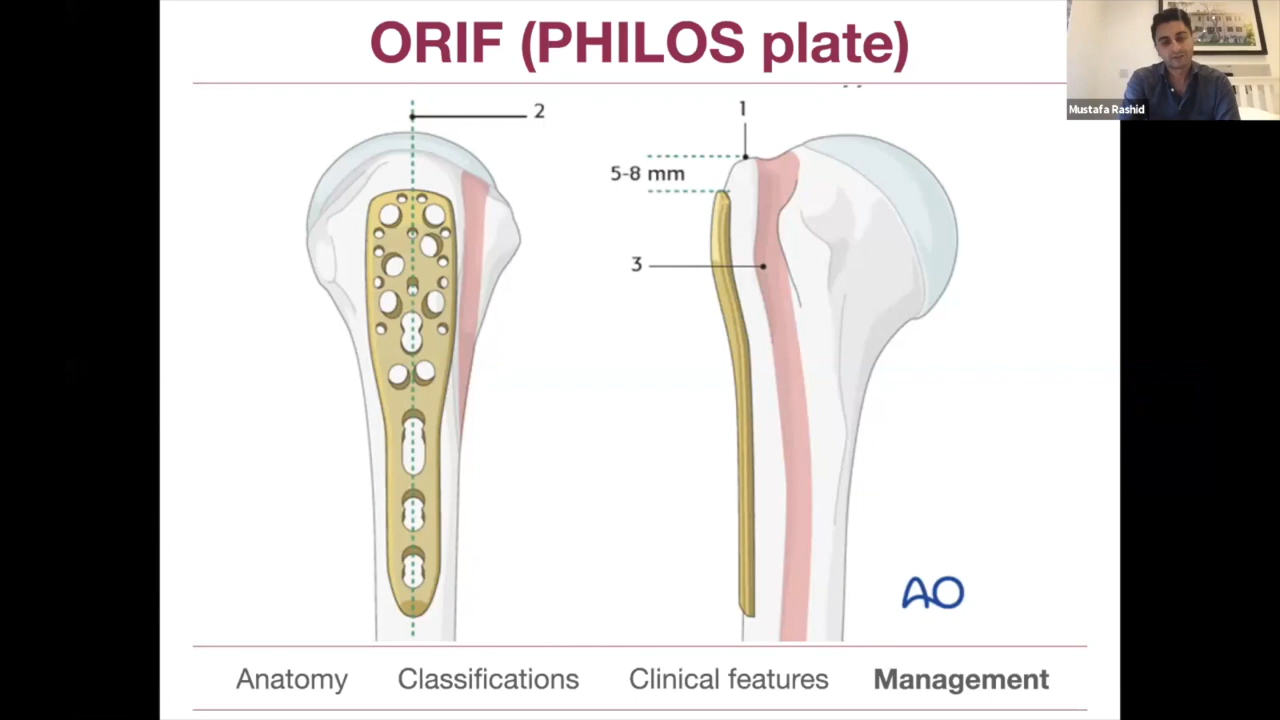 ORIF (PHILOS plate)
Mustafa Rashid
2
1
5-8 mm
3
AO
Anatomy Classifications Clinical features Management